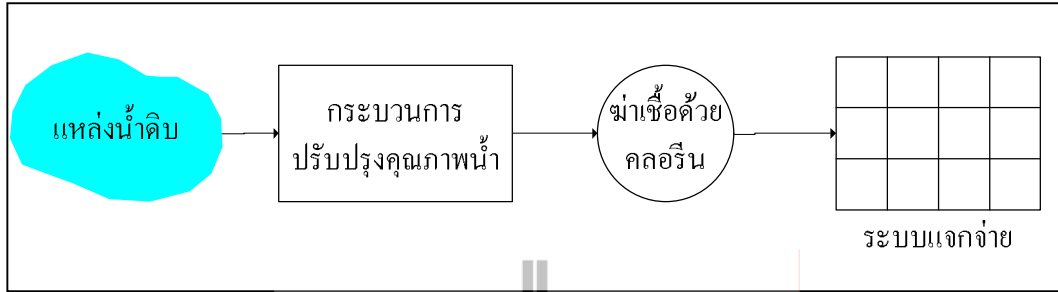 แหล่งน้ำดิบ
กระบวนการ
ปรับปรุงคุณภาพน้ำ
ฆ่าเชื้อด้วย
คลอรีน
ระบบแจกจ่าย